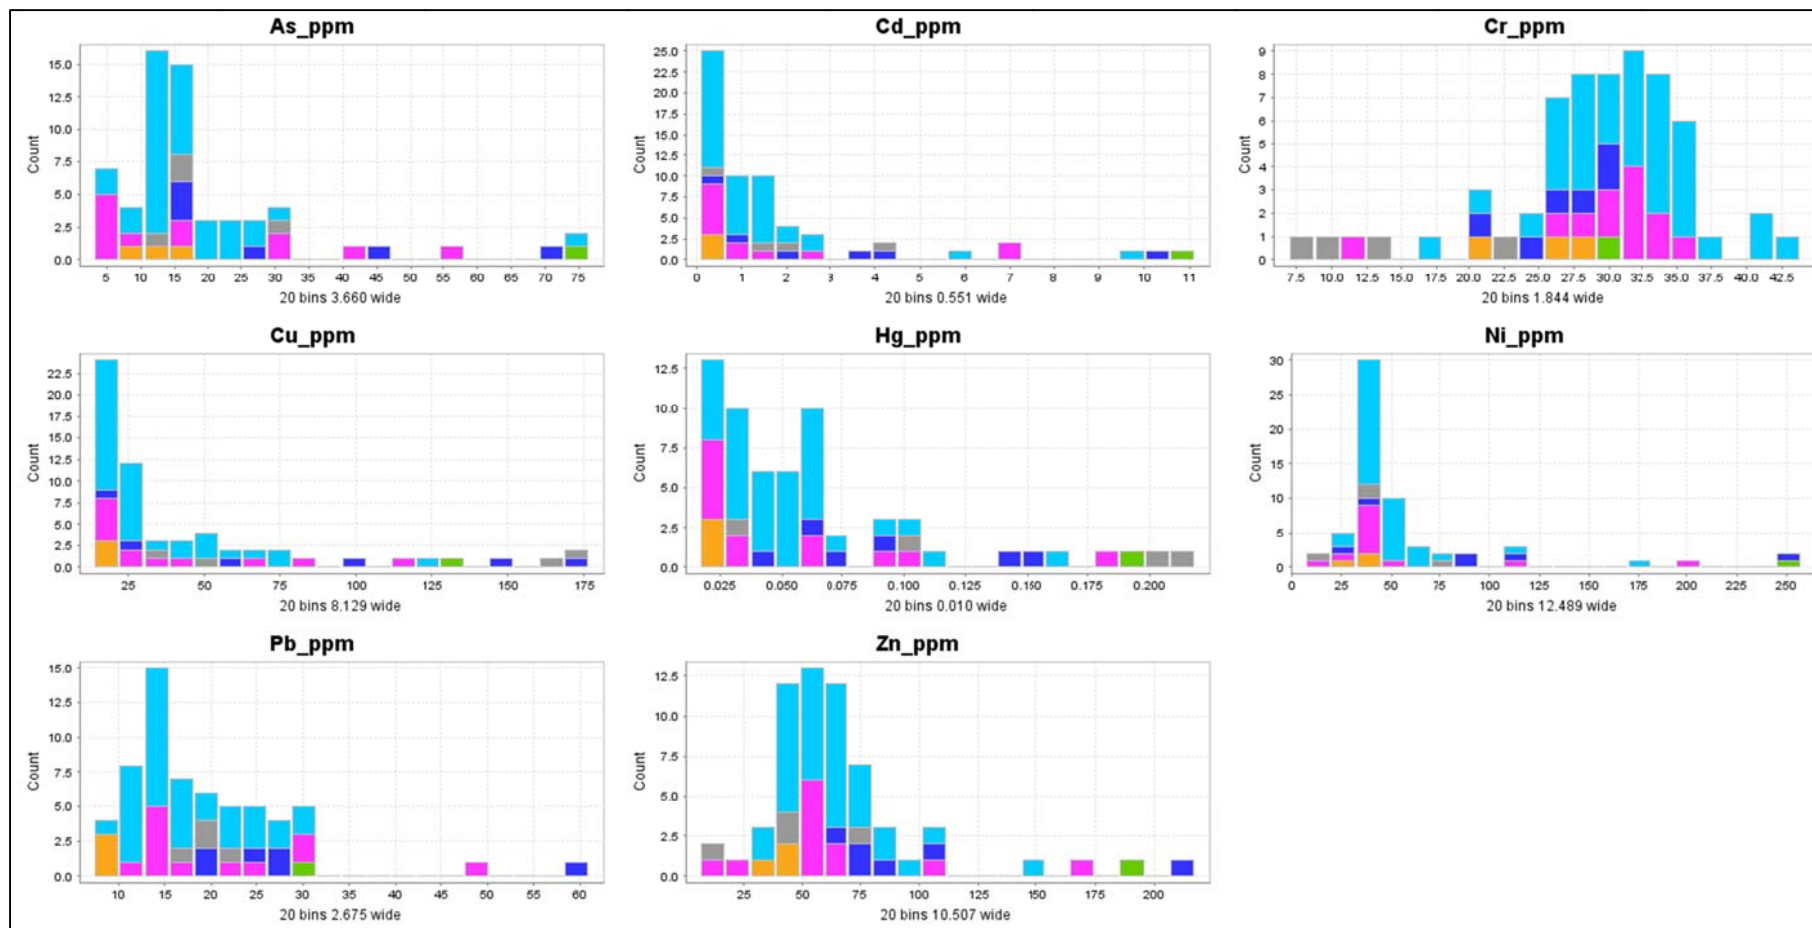 As_ppm
Cd_ppm
Cr_ppm
Count
15.0
12.5
10.0
7.5
5.0
2.5
0.0
5 10 15 20 25 30 35 40 45 50 55 60 65 70 75
20 bins 3.660 wide
Count
25.0
22.5
20.0
17.5
15.0
12.5
10.0
7.5
5.0
2.5
0.0
0 1 2 3 4 5 6 7 8 9 10 11
20 bins 0.551 wide
Count
9
8
7
6
5
4
3
2
1
0
7.5 10.0 12.5 15.0 17.5 20.0 22.5 25.0 27.5 30.0 32.5 35.0 37.5 40.0 42.5
20 bins 1.844 wide
Cu_ppm
Hg_ppm
Ni_ppm
Count
22.5
20.0
17.5
15.0
12.5
10.0
7.5
5.0
2.5
0.0
25 50 75 100 125 150 175
20 bins 8.129 wide
Count
12.5
10.0
7.5
5.0
2.5
0.0
0.025 0.050 0.075 0.100 0.125 0.150 0.175 0.200
20 bins 0.010 wide
Count
30
25
20
15
10
5
0
0 25 50 75 100 125 150 175 200 225 250
20 bins 12.489 wide
Pb_ppm
Zn_ppm
Count
15.0
12.5
10.0
7.5
5.0
2.5
0.0
10 15 20 25 30 35 40 45 50 55 60
20 bins 2.675 wide
Count
12.5
10.0
7.5
5.0
2.5
0.0
25 50 75 100 125 150 175 200
20 bins 10.507 wide